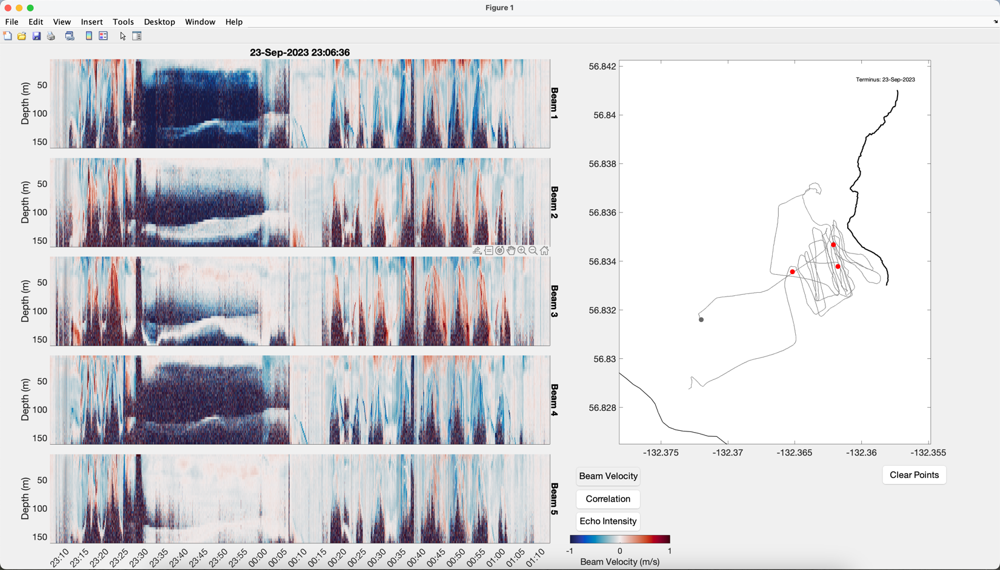 Figure 1
File Edit View Insert Tools Desktop Window Help
23-Sep-2023 23:06:36
Depth (m)
50
100
150
Beam 1
Depth (m)
50
100
150
Beam 2
Depth (m)
50
100
150
Beam 3
Depth (m)
50
100
150
Beam 4
Depth (m)
50
100
150
Beam 5
23:10 23:15 23:20 23:25 23:30 23:35 23:40 23:45 23:50 23:55 00:00 00:05 00:10 00:15 00:20 00:25 00:30 00:35 00:40 00:45 00:50 00:55 01:00 01:05 01:10
56.842
56.84
56.838
56.836
56.834
56.832
56.83
56.828
Terminus: 23-Sep-2023
-132.375 -132.37 -132.365 -132.36 -132.355
Beam Velocity
Clear Points
Correlation
Echo Intensity
-1 0 1
Beam Velocity (m/s)